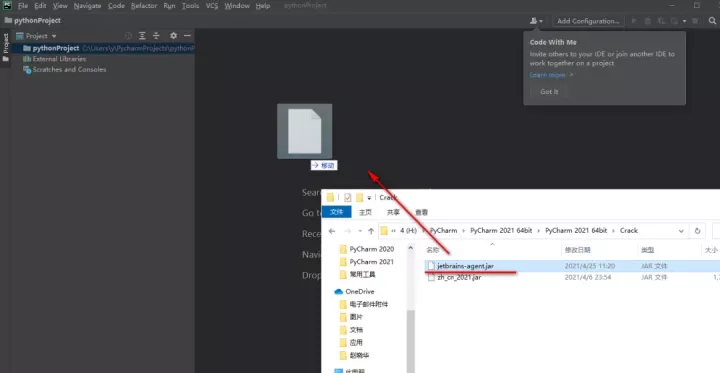 PC File Edit View Navigate Code Refactor Run Tools VCS Window Help pythonProject
pythonProject
Add Configuration...
Project
Project
pythonProject C:\Users\y\PycharmProjects\pythonP
External Libraries
Scratches and Consoles
Code With Me
Invite others to your IDE or join another IDE to
work together on a project
Learn more
Got It
移动
Sear
Go to
Rece
Navi
Drop
Crack
文件 主页 共享 查看
4 (H:) PyCharm PyCharm 2021 64bit PyCharm 2021 64bit Crack
PyCharm 2020
PyCharm 2021
常用工具
OneDrive
电子邮件附件
图片
文档
应用
赵晓华
名称 修改日期 类型 大小
jetbrains-agent.jar 2021/4/25 11:20 JAR 文件
zh_cn_2021.jar 2021/4/6 23:54 JAR 文件 1,